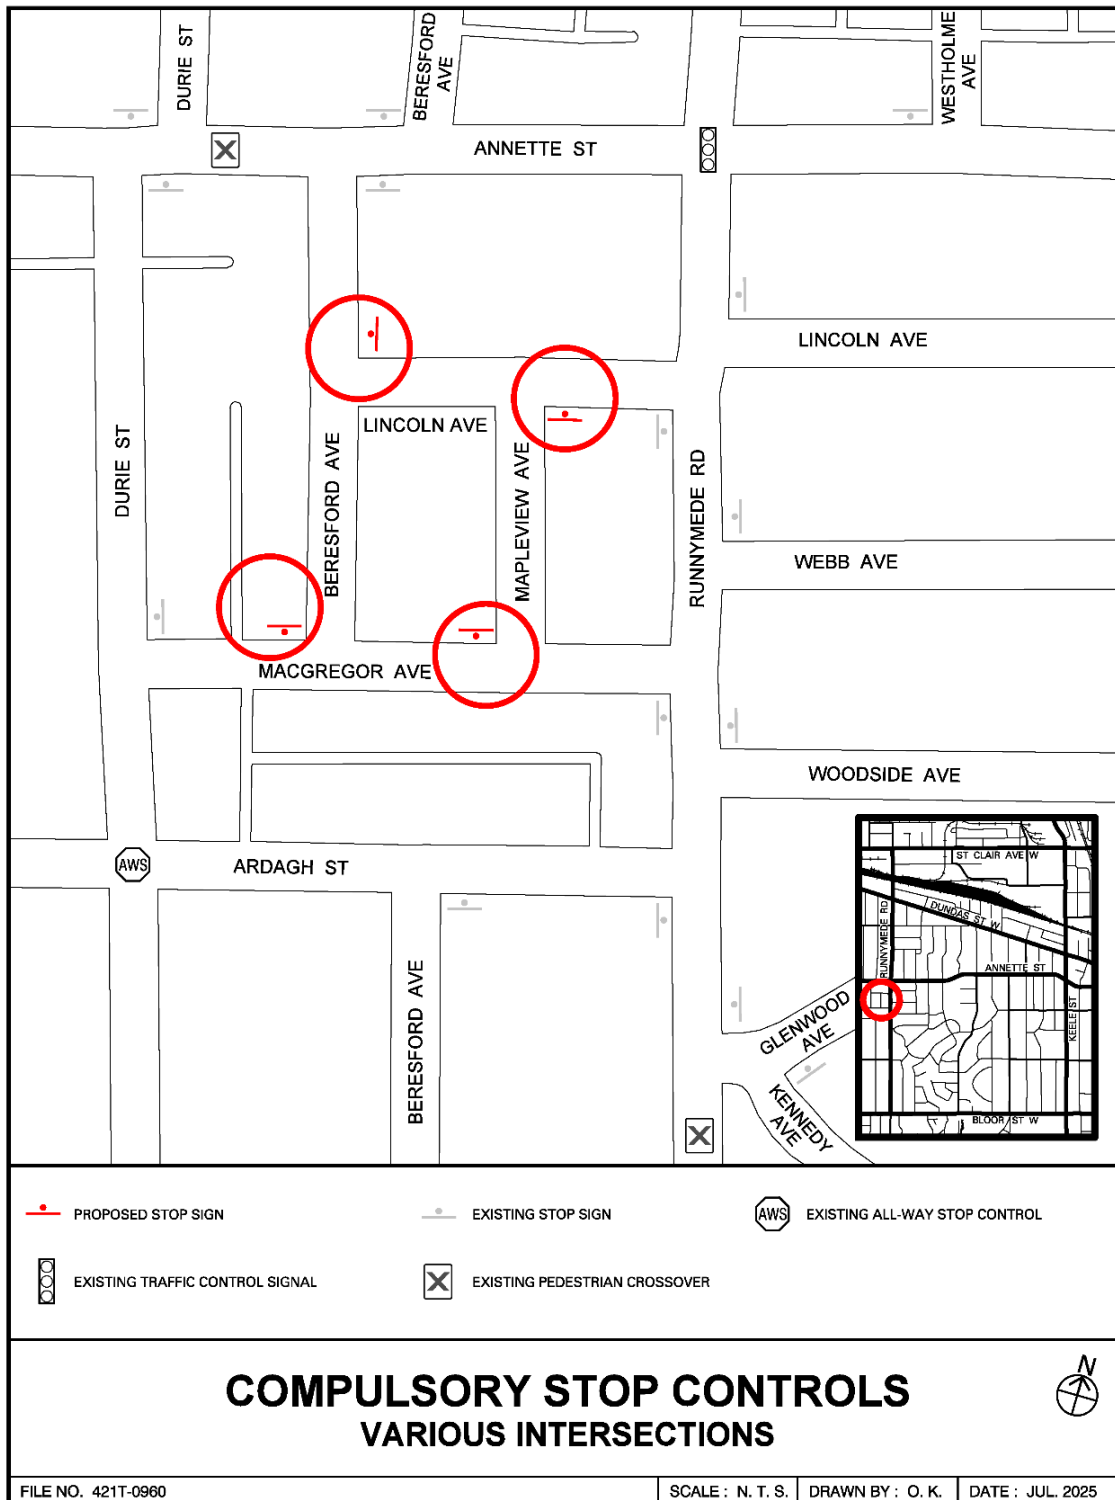 DURIE ST
BERESFORD
AVE
WESTHOLME
AVE
ANNETTE ST
LINCOLN AVE
LINCOLN AVE
DURIE ST
BERESFORD AVE
MAPLEVIEW AVE
RUNNYMEDE RD
WEBB AVE
MACGREGOR AVE
WOODSIDE AVE
AWS
ARDAGH ST
BERESFORD AVE
GLENWOOD
AVE
KENNEDY
AVE
ST CLAIR AVE W
DUNDAS ST W
RUNNYMEDE RD
ANNETTE ST
KEELE ST
BLOOR ST W
PROPOSED STOP SIGN
EXISTING STOP SIGN
AWS EXISTING ALL-WAY STOP CONTROL
EXISTING TRAFFIC CONTROL SIGNAL
EXISTING PEDESTRIAN CROSSOVER
COMPULSORY STOP CONTROLS
VARIOUS INTERSECTIONS
N
FILE NO. 421T-0960
SCALE : N. T. S.
DRAWN BY : O. K.
DATE : JUL. 2025